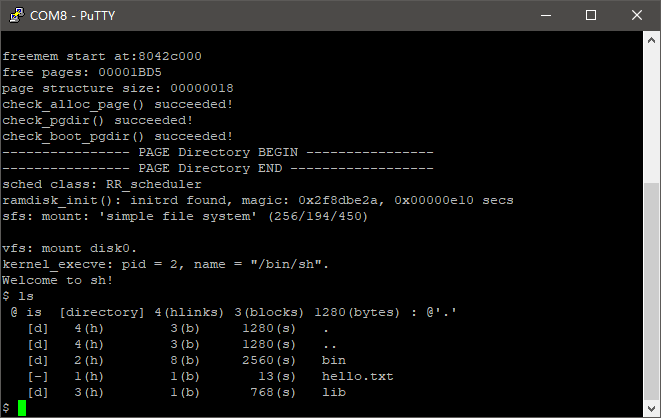 COM8 - PuTTY
freemem start at:8042c000
free pages: 00001BD5
page structure size: 00000018
check_alloc_page() succeeded!
check_pgdir() succeeded!
check_boot_pgdir() succeeded!
---------------- PAGE Directory BEGIN ----------------
---------------- PAGE Directory END ------------------
sched class: RR_scheduler
ramdisk_init(): initrd found, magic: 0x2f8dbe2a, 0x00000e10 secs
sfs: mount: 'simple file system' (256/194/450)
vfs: mount disk0.
kernel_execve: pid = 2, name = "/bin/sh".
Welcome to sh!
$ ls
 @ is  [directory] 4(hlinks) 3(blocks) 1280(bytes) : @'.'
   [d]   4(h)        3(b)     1280(s)   .
   [d]   4(h)        3(b)     1280(s)   ..
   [d]   2(h)        8(b)     2560(s)   bin
   [-]   1(h)        1(b)       13(s)   hello.txt
   [d]   3(h)        1(b)      768(s)   lib
$